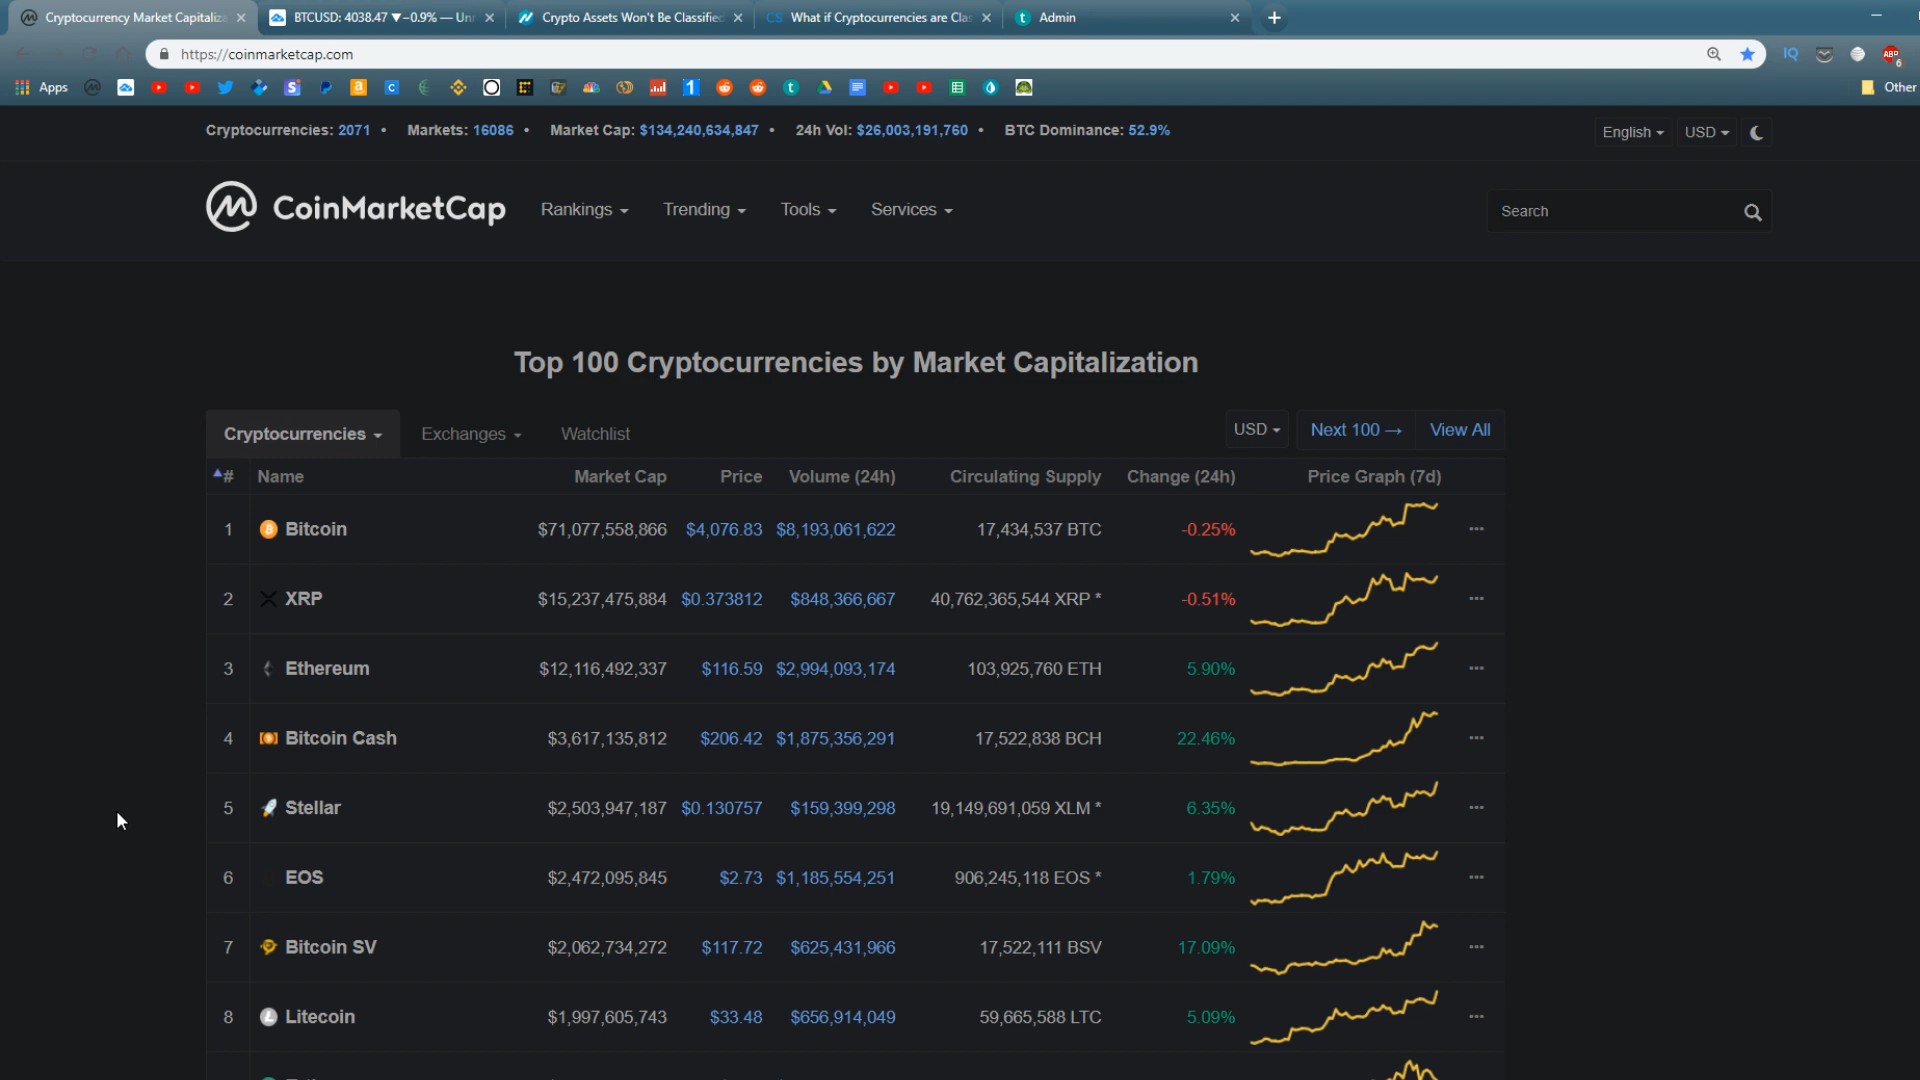 Cryptocurrency Market Capitaliza
BTCUSD: 4038.47 ▼−0.9% — Un
Crypto Assets Won't Be Classified
What if Cryptocurrencies are Cla
Admin
https://coinmarketcap.com
Apps
Other
Cryptocurrencies: 2071 • Markets: 16086 • Market Cap: $134,240,634,847 • 24h Vol: $26,003,191,760 • BTC Dominance: 52.9%
English USD
CoinMarketCap Rankings Trending Tools Services Search
Top 100 Cryptocurrencies by Market Capitalization
Cryptocurrencies Exchanges Watchlist USD Next 100 → View All
# Name Market Cap Price Volume (24h) Circulating Supply Change (24h) Price Graph (7d)
1 Bitcoin $71,077,558,866 $4,076.83 $8,193,061,622 17,434,537 BTC -0.25%
2 XRP $15,237,475,884 $0.373812 $848,366,667 40,762,365,544 XRP * -0.51%
3 Ethereum $12,116,492,337 $116.59 $2,994,093,174 103,925,760 ETH 5.90%
4 Bitcoin Cash $3,617,135,812 $206.42 $1,875,356,291 17,522,838 BCH 22.46%
5 Stellar $2,503,947,187 $0.130757 $159,399,298 19,149,691,059 XLM * 6.35%
6 EOS $2,472,095,845 $2.73 $1,185,554,251 906,245,118 EOS * 1.79%
7 Bitcoin SV $2,062,734,272 $117.72 $625,431,966 17,522,111 BSV 17.09%
8 Litecoin $1,997,605,743 $33.48 $656,914,049 59,665,588 LTC 5.09%